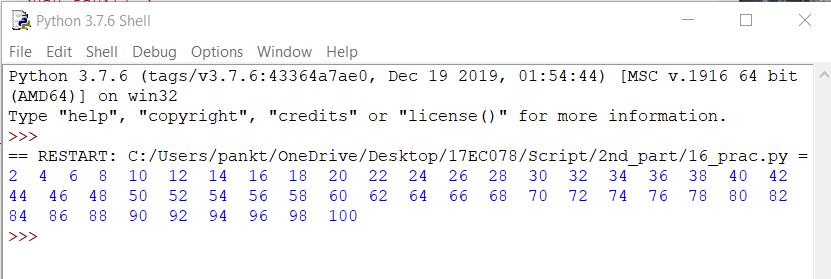 Python 3.7.6 Shell
File Edit Shell Debug Options Window Help
Python 3.7.6 (tags/v3.7.6:43364a7ae0, Dec 19 2019, 01:54:44) [MSC v.1916 64 bit
(AMD64)] on win32
Type "help", "copyright", "credits" or "license()" for more information.
>>>
== RESTART: C:/Users/pankt/OneDrive/Desktop/17EC078/Script/2nd_part/16_prac.py =
2 4 6 8 10 12 14 16 18 20 22 24 26 28 30 32 34 36 38 40 42
44 46 48 50 52 54 56 58 60 62 64 66 68 70 72 74 76 78 80 82
84 86 88 90 92 94 96 98 100
>>>